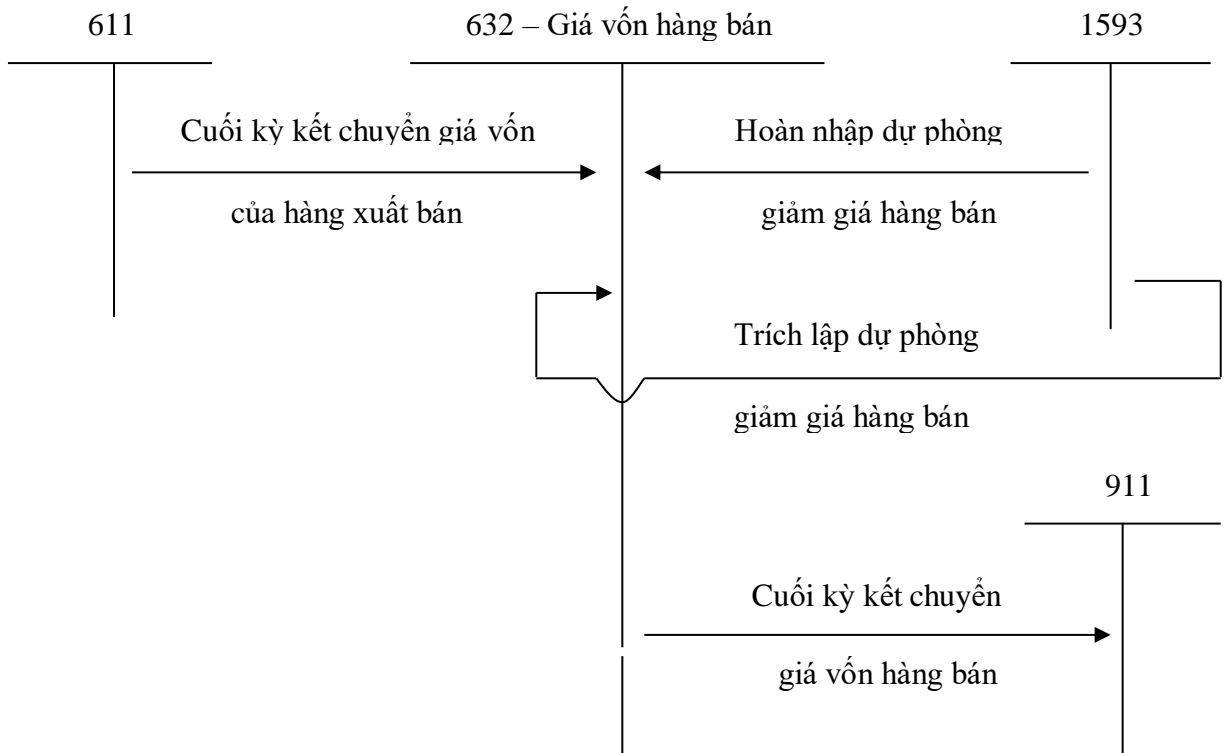 611
632 – Giá vốn hàng bán
1593
Cuối kỳ kết chuyển giá vốn
của hàng xuất bán
Hoàn nhập dự phòng
giảm giá hàng bán
Trích lập dự phòng
giảm giá hàng bán
911
Cuối kỳ kết chuyển
giá vốn hàng bán